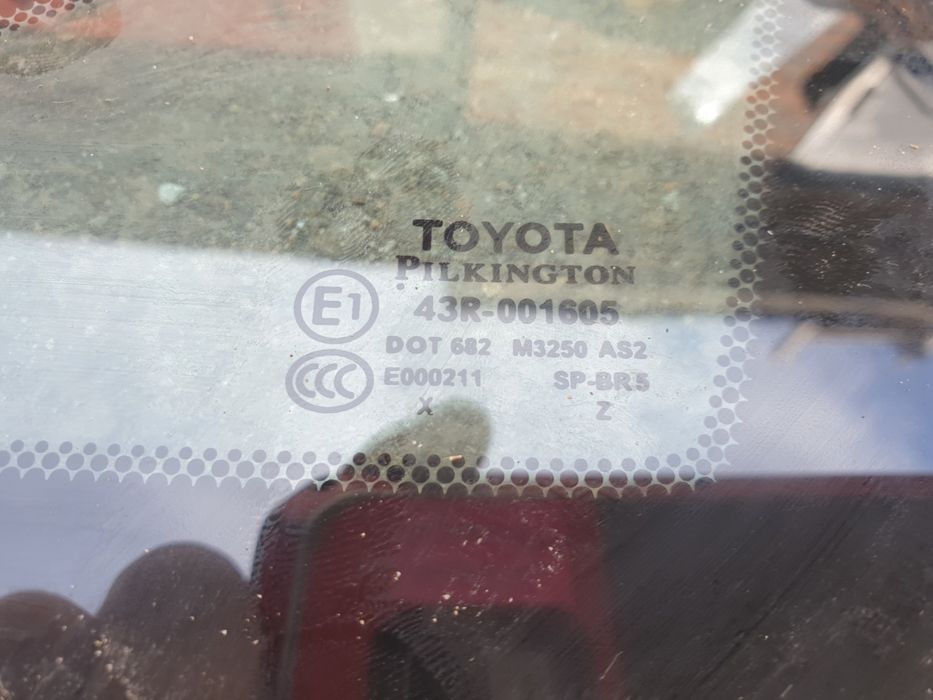 TOYOTA
PILKINGTON
E1 43R-001605
DOT 682 M3250 AS2
CCC E000211 SP-BR5
X Z